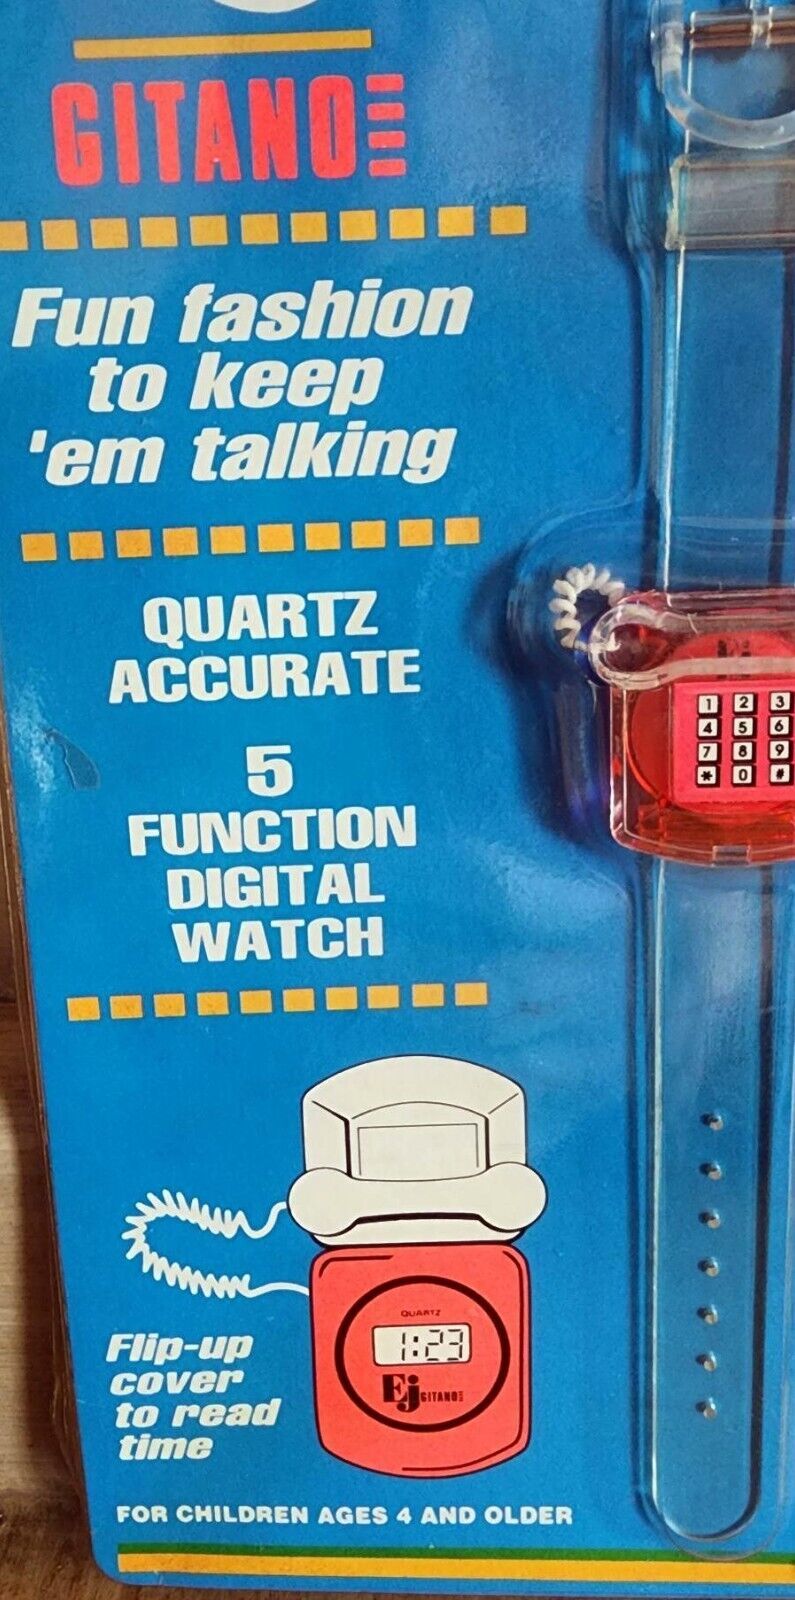 GITANO
Fun fashion
to keep
'em talking
QUARTZ
ACCURATE
5
FUNCTION
DIGITAL
WATCH
1 2 3
4 5 6
7 8 9
* 0 #
QUARTZ
1:23
Ej GITANO
Flip-up
cover
to read
time
FOR CHILDREN AGES 4 AND OLDER